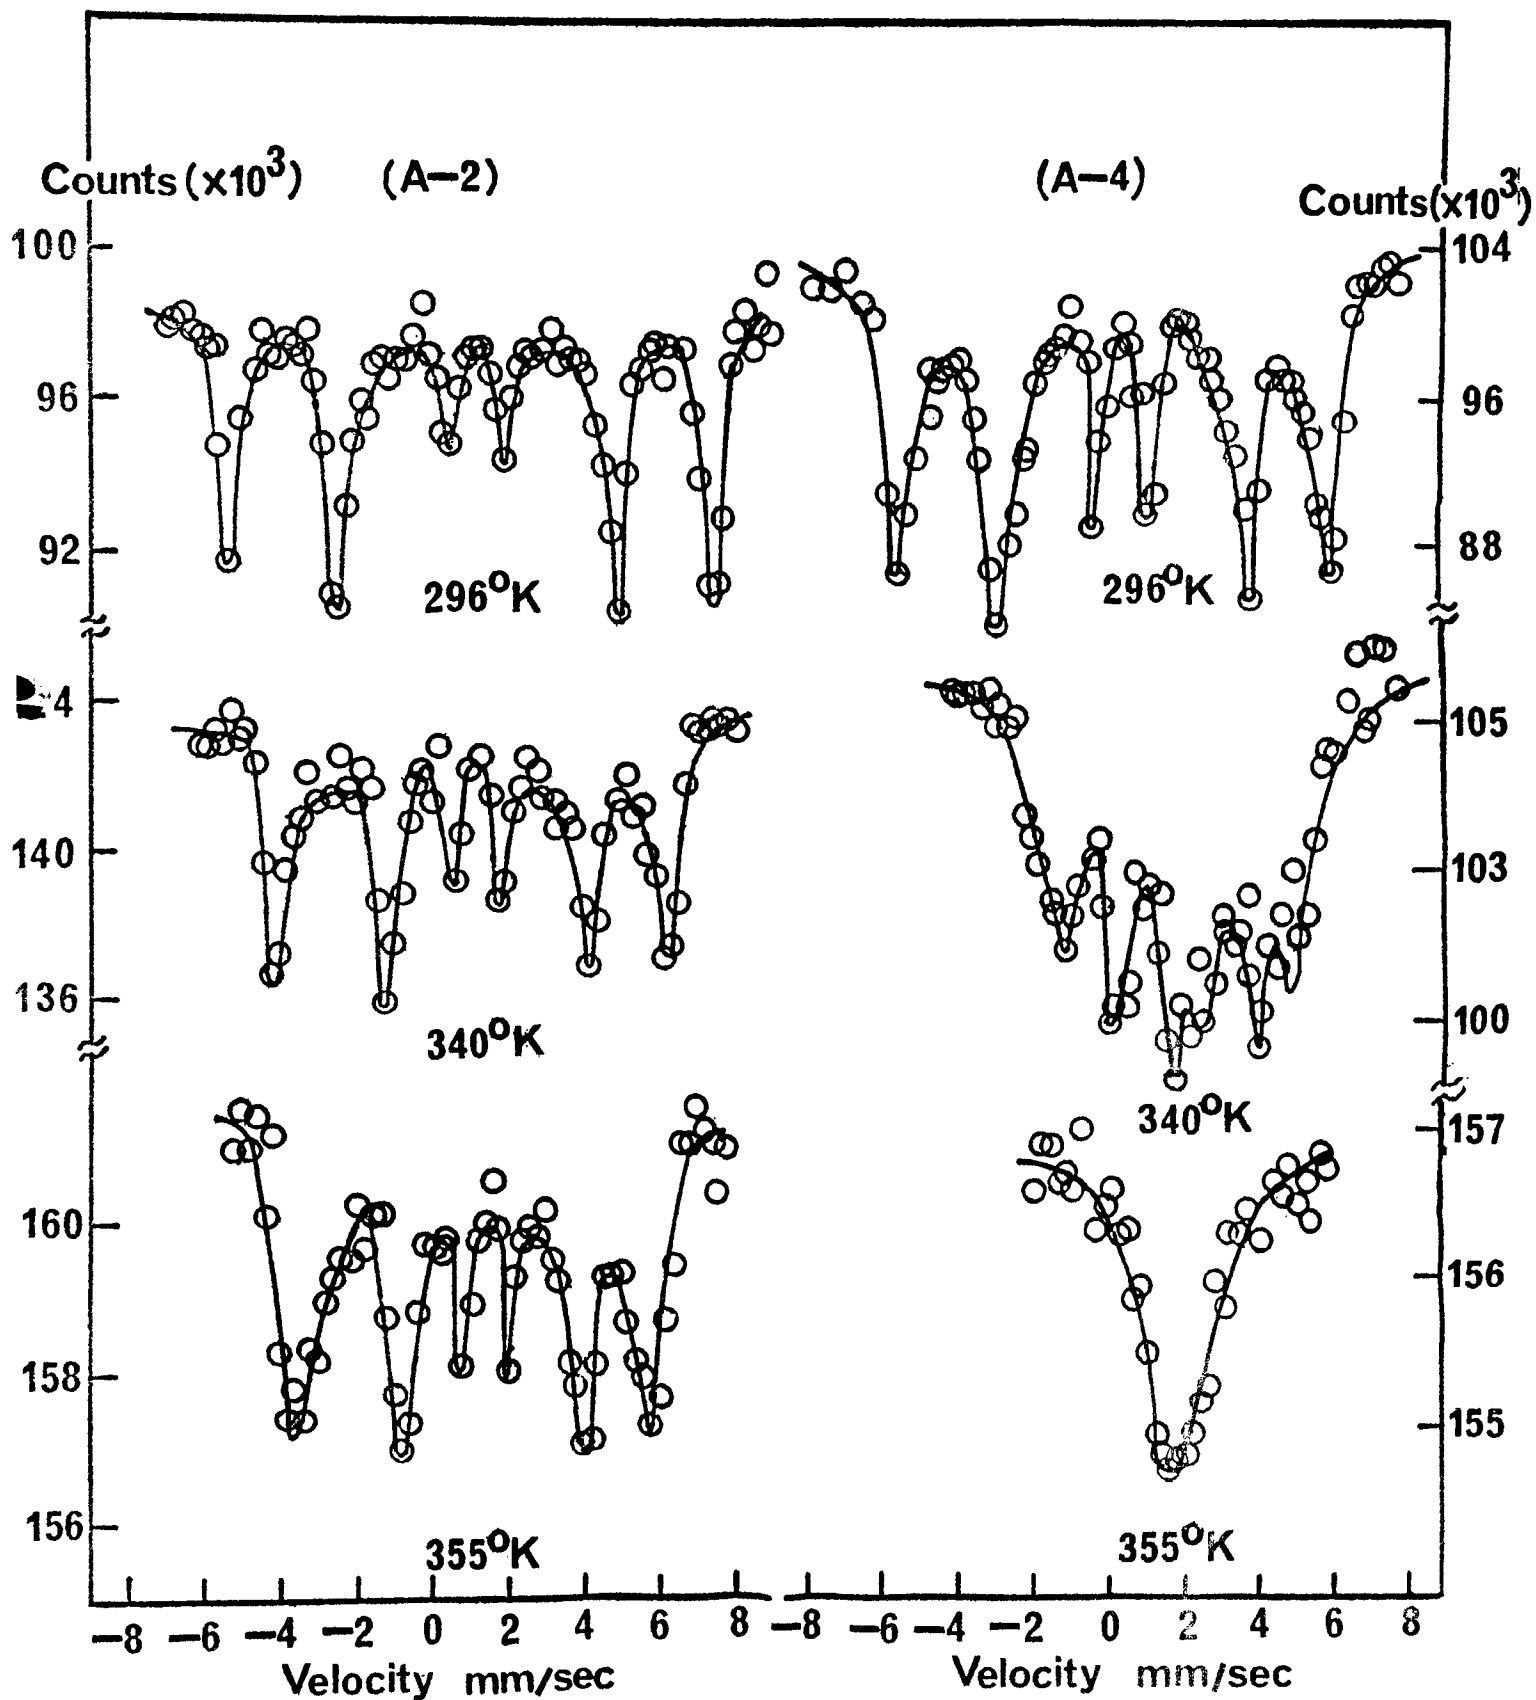 Counts(x10³) (A-2) (A-4) Counts(x10³)
100 104
96 96
92 88
296°K 296°K
4 105
140 103
136 100
340°K 340°K
157
160 156
158 155
156
355°K 355°K
-8 -6 -4 -2 0 2 4 6 8 -8 -6 -4 -2 0 2 4 6 8
Velocity mm/sec Velocity mm/sec